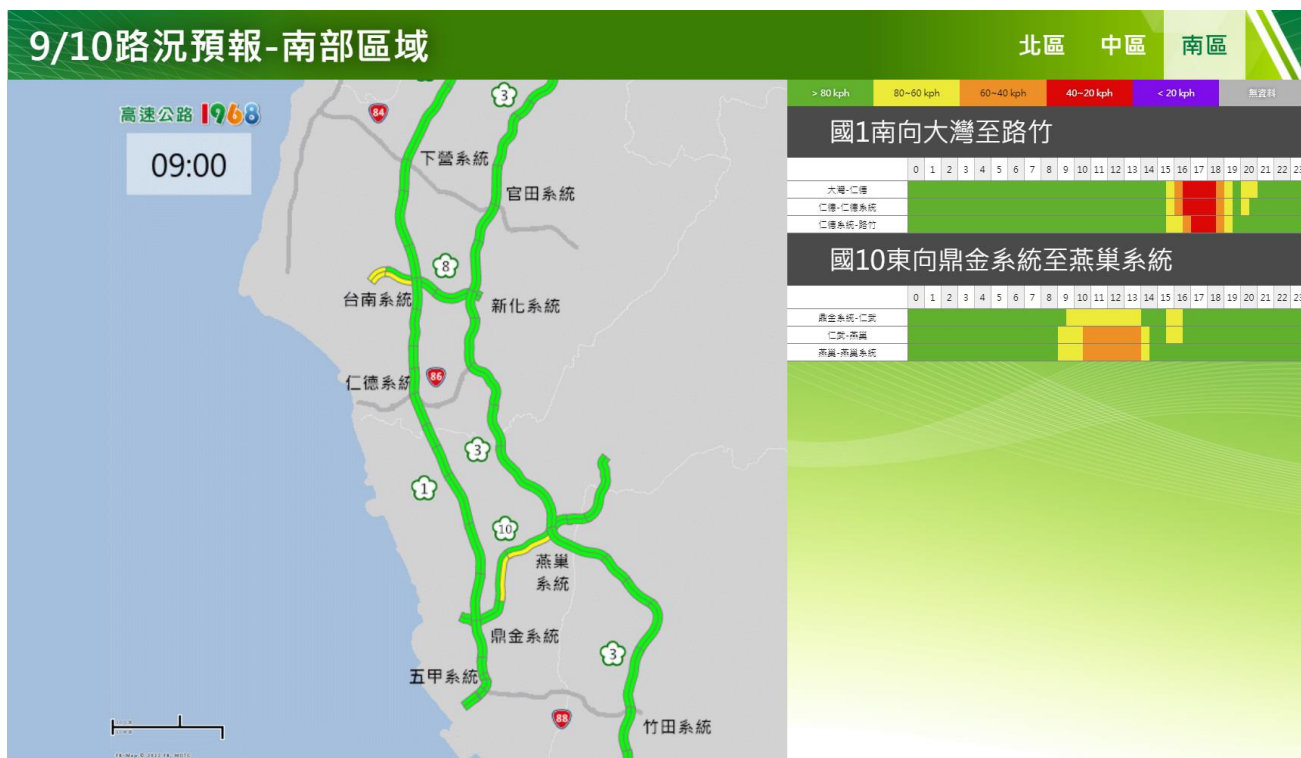 9/10路況預報-南部區域
北區 中區 南區
高速公路 1968
09:00
3
84
下營系統
官田系統
8
台南系統
新化系統
仁德系統
86
3
1
10
燕巢
系統
鼎金系統
3
五甲系統
88
竹田系統
> 80 kph 80~60 kph 60~40 kph 40~20 kph < 20 kph 無資料
國1南向大灣至路竹
0 1 2 3 4 5 6 7 8 9 10 11 12 13 14 15 16 17 18 19 20 21 22 23
大灣-仁德
仁德-仁德系統
仁德系統-路竹
國10東向鼎金系統至燕巢系統
0 1 2 3 4 5 6 7 8 9 10 11 12 13 14 15 16 17 18 19 20 21 22 23
鼎金系統-仁武
仁武-燕巢
燕巢-燕巢系統